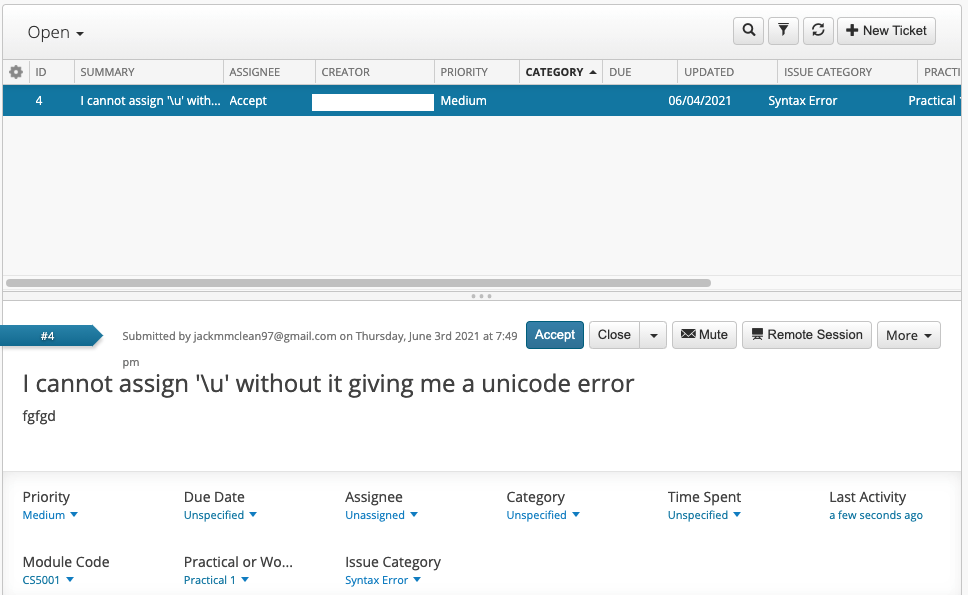 Open
New Ticket
ID SUMMARY ASSIGNEE CREATOR PRIORITY CATEGORY DUE UPDATED ISSUE CATEGORY PRACTI
4 I cannot assign '\u' with... Accept Medium 06/04/2021 Syntax Error Practical
#4 Submitted by jackmmclean97@gmail.com on Thursday, June 3rd 2021 at 7:49 Accept Close Mute Remote Session More
pm
I cannot assign '\u' without it giving me a unicode error
fgfgd
Priority Due Date Assignee Category Time Spent Last Activity
Medium Unspecified Unassigned Unspecified Unspecified a few seconds ago
Module Code Practical or Wo... Issue Category
CS5001 Practical 1 Syntax Error